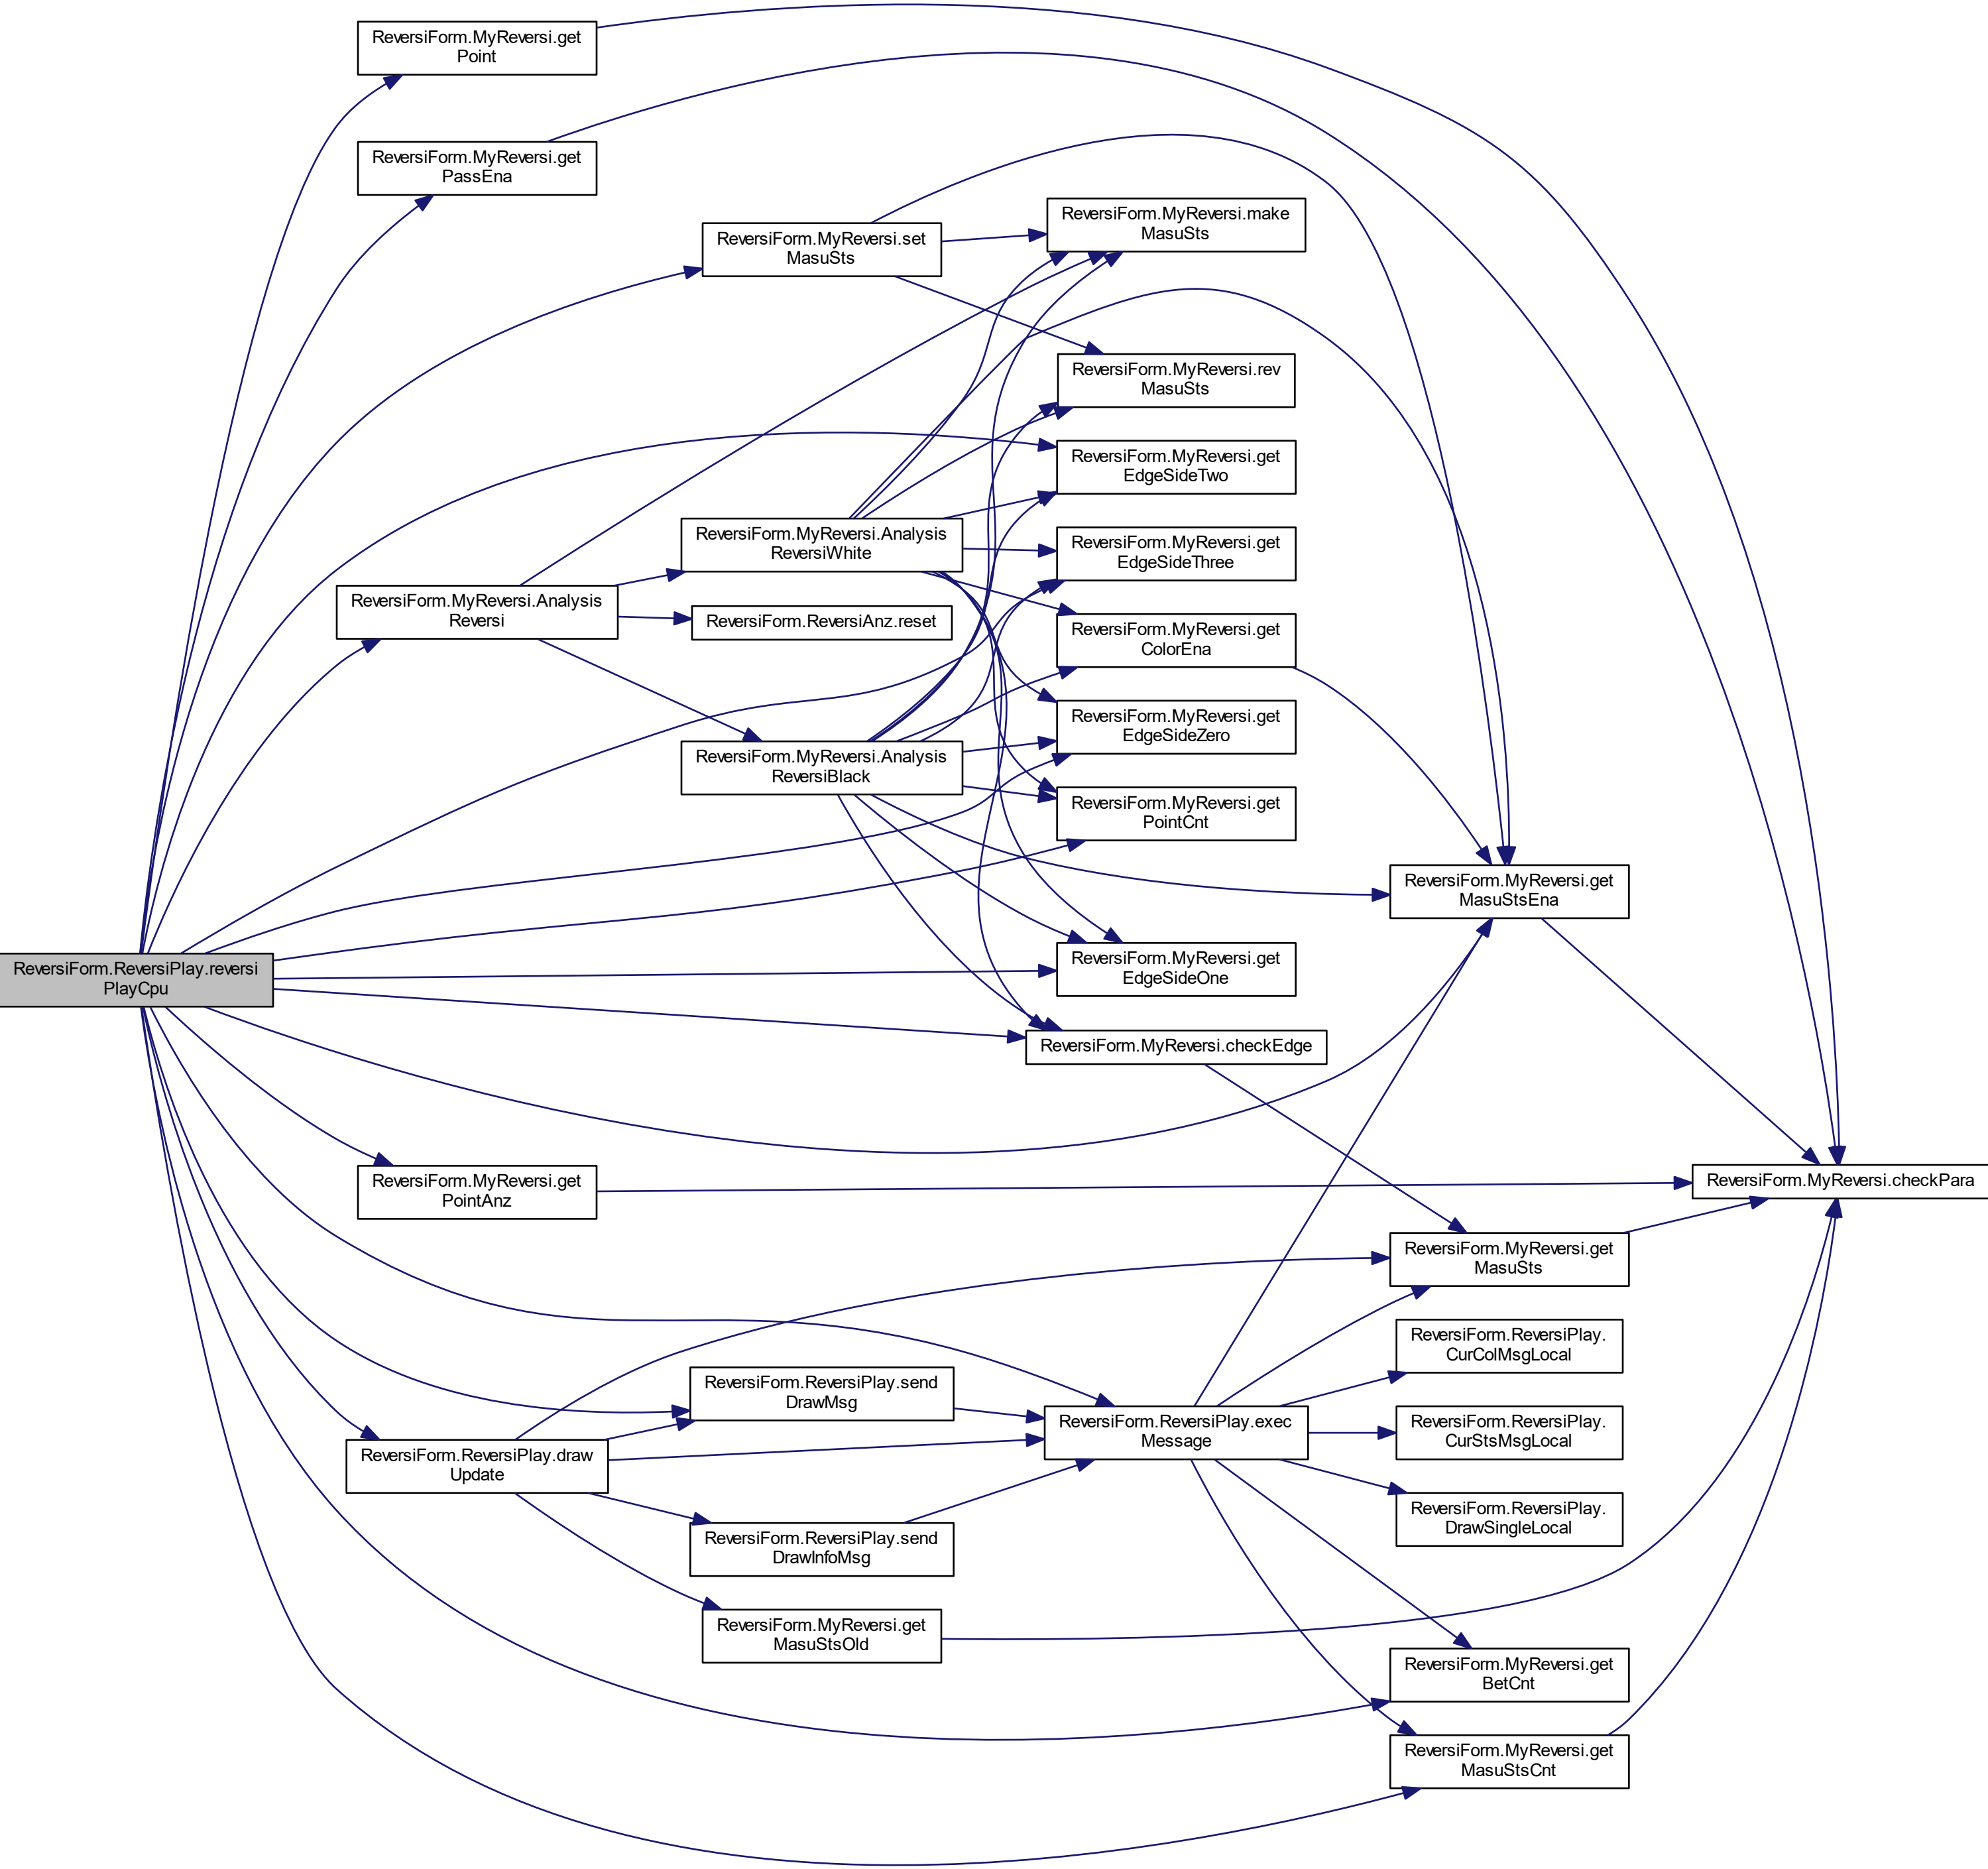 ReversiForm.MyReversi.get
Point
ReversiForm.MyReversi.get
PassEna
ReversiForm.MyReversi.set
MasuSts
ReversiForm.MyReversi.make
MasuSts
ReversiForm.MyReversi.rev
MasuSts
ReversiForm.MyReversi.get
EdgeSideTwo
ReversiForm.MyReversi.Analysis
ReversiWhite
ReversiForm.MyReversi.get
EdgeSideThree
ReversiForm.MyReversi.Analysis
Reversi
ReversiForm.ReversiAnz.reset
ReversiForm.MyReversi.get
ColorEna
ReversiForm.MyReversi.get
EdgeSideZero
ReversiForm.MyReversi.Analysis
ReversiBlack
ReversiForm.MyReversi.get
PointCnt
ReversiForm.MyReversi.get
MasuStsEna
ReversiForm.ReversiPlay.reversi
PlayCpu
ReversiForm.MyReversi.get
EdgeSideOne
ReversiForm.MyReversi.checkEdge
ReversiForm.MyReversi.get
PointAnz
ReversiForm.MyReversi.checkPara
ReversiForm.MyReversi.get
MasuSts
ReversiForm.ReversiPlay.
CurColMsgLocal
ReversiForm.ReversiPlay.send
DrawMsg
ReversiForm.ReversiPlay.exec
Message
ReversiForm.ReversiPlay.
CurStsMsgLocal
ReversiForm.ReversiPlay.draw
Update
ReversiForm.ReversiPlay.
DrawSingleLocal
ReversiForm.ReversiPlay.send
DrawInfoMsg
ReversiForm.MyReversi.get
MasuStsOld
ReversiForm.MyReversi.get
BetCnt
ReversiForm.MyReversi.get
MasuStsCnt